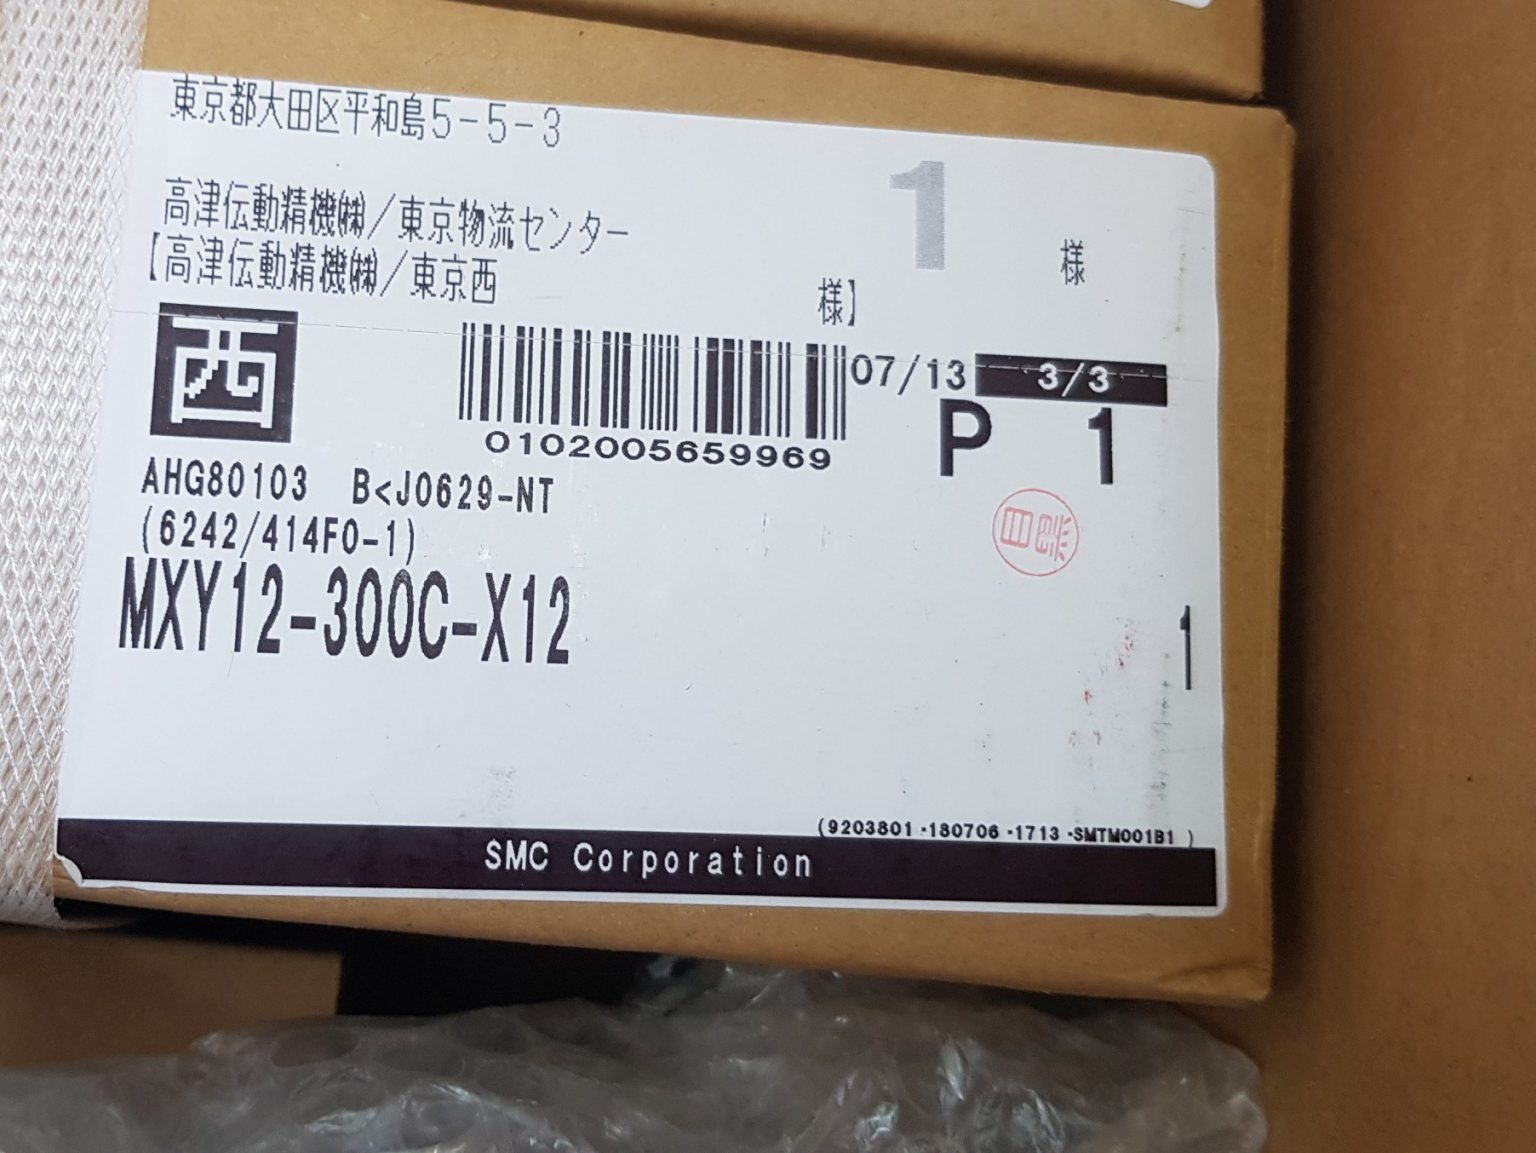 東京都大田区平和島5-5-3
1
様
高津伝動精機㈱/東京物流センター
【高津伝動精機㈱/東京西 様】
西
07/13 3/3
0102005659969
P 1
AHG80103 B<J0629-NT
(6242/414F0-1)
MXY12-300C-X12
1
(9203801 -180706 -1713 -SMTM001B1 )
SMC Corporation